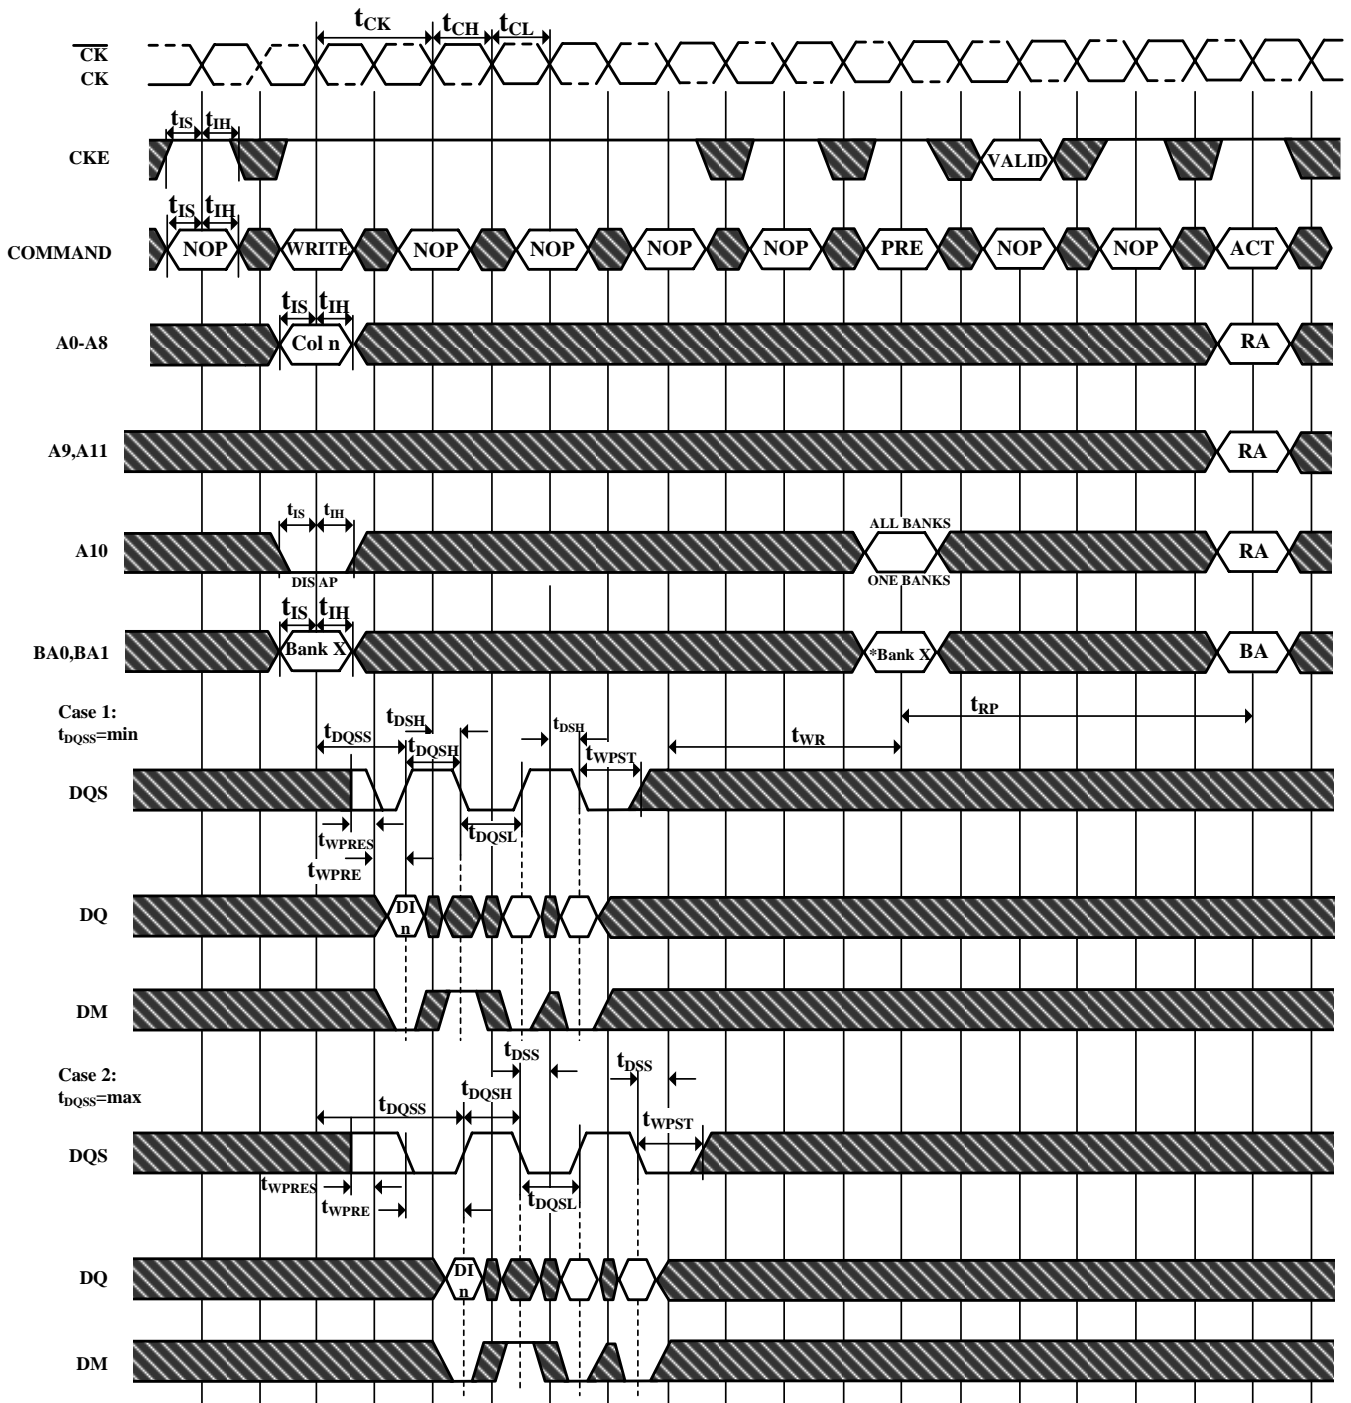 tCK tCH tCL
CK
CK
tIS tIH
CKE VALID
tIS tIH
COMMAND NOP WRITE NOP NOP NOP NOP PRE NOP NOP ACT
tIS tIH
A0-A8 Col n RA
A9,A11 RA
tIS tIH ALL BANKS
A10 RA
DIS AP ONE BANKS
tIS tIH
BA0,BA1 Bank X *Bank X BA
Case 1:
tDQSS=min
tDQSS tDSH tDQSH tDSH tWPST tWR tRP
DQS
tWPRES tDQSL
tWPRE
DQ DI n
DM
Case 2:
tDQSS=max
tDSS tDSS
tDQSS tDQSH tWPST
DQS
tWPRES tWPRE tDQSL
DQ DI n
DM